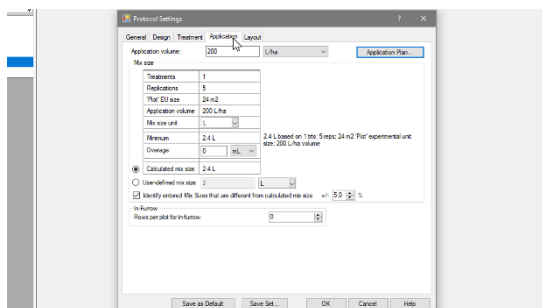 Protocol Settings ? ×
General Design Treatment Application Layout
Application volume: 200 L/ha Application Plan...
Mix size
Treatments 1
Replications 5
'Plot' EU size 24 m2
Application volume 200 L/ha
Mix size unit L
Minimum 2.4 L 2.4 L based on 1 trts; 5 reps; 24 m2 'Plot' experimental unit
size; 200 L/ha volume
Overage: 0 mL
Calculated mix size 2.4 L
User-defined mix size 2 L
Identify entered Mix Sizes that are different from calculated mix size +/- 5.0 %
In-Furrow
Rows per plot for in-furrow: 0
Save as Default Save Set... OK Cancel Help